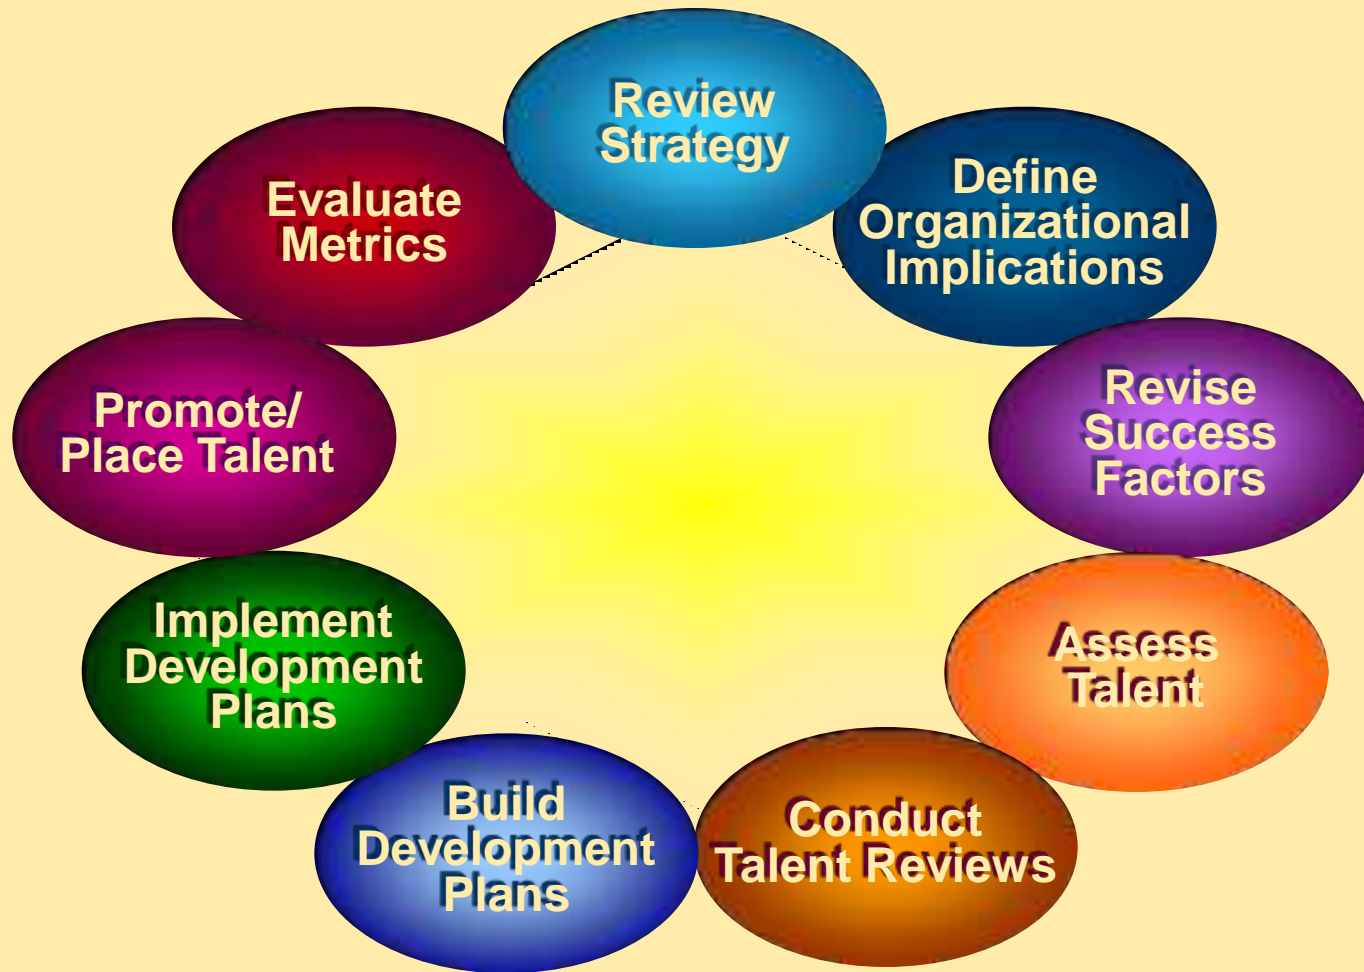 Review
Strategy
Define
Organizational
Implications
Revise
Success
Factors
Assess
Talent
Conduct
Talent Reviews
Build
Development
Plans
Implement
Development
Plans
Promote/
Place Talent
Evaluate
Metrics